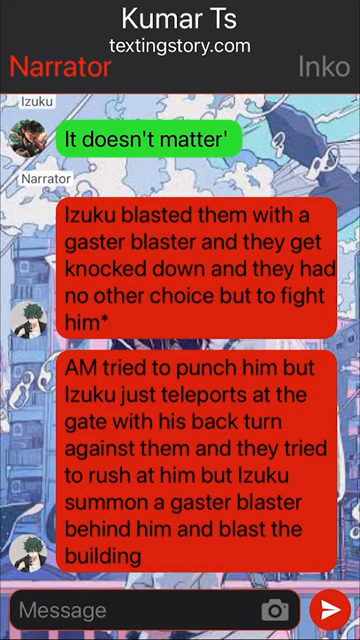 Kumar Ts
textingstory.com
Narrator Inko
Izuku
It doesn't matter'
Narrator
Izuku blasted them with a
gaster blaster and they get
knocked down and they had
no other choice but to fight
him*
AM tried to punch him but
Izuku just teleports at the
gate with his back turn
against them and they tried
to rush at him but Izuku
summon a gaster blaster
behind him and blast the
building
Message